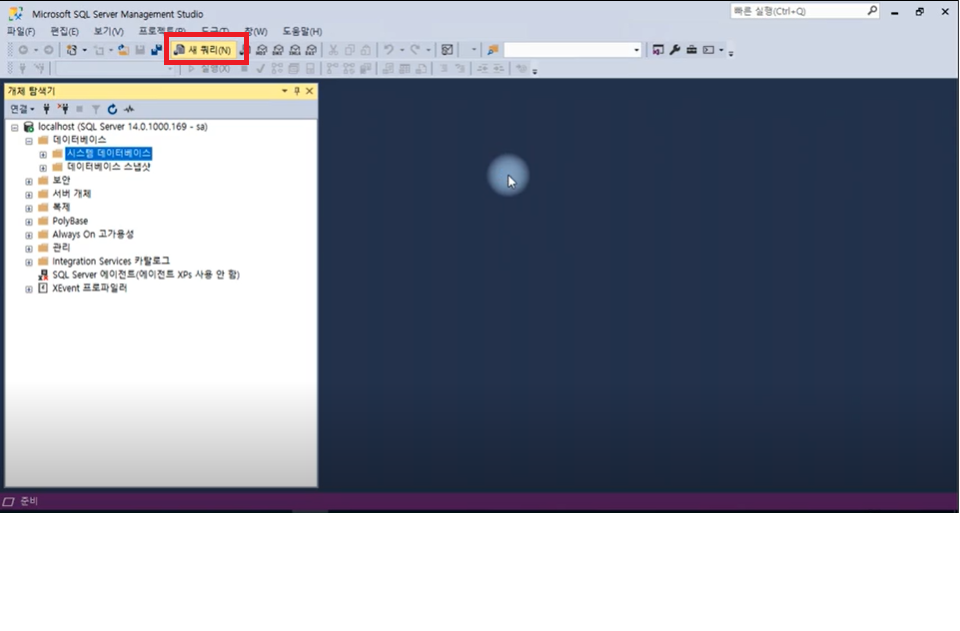 Microsoft SQL Server Management Studio
빠른 실행(Ctrl+Q)
파일(F) 편집(E) 보기(V) 프로젝트(P) 도구(T) 창(W) 도움말(H)
새 쿼리(N)
실행(X)
개체 탐색기
연결
localhost (SQL Server 14.0.1000.169 - sa)
데이터베이스
시스템 데이터베이스
데이터베이스 스냅샷
보안
서버 개체
복제
PolyBase
Always On 고가용성
관리
Integration Services 카탈로그
SQL Server 에이전트(에이전트 XPs 사용 안 함)
XEvent 프로파일러
준비